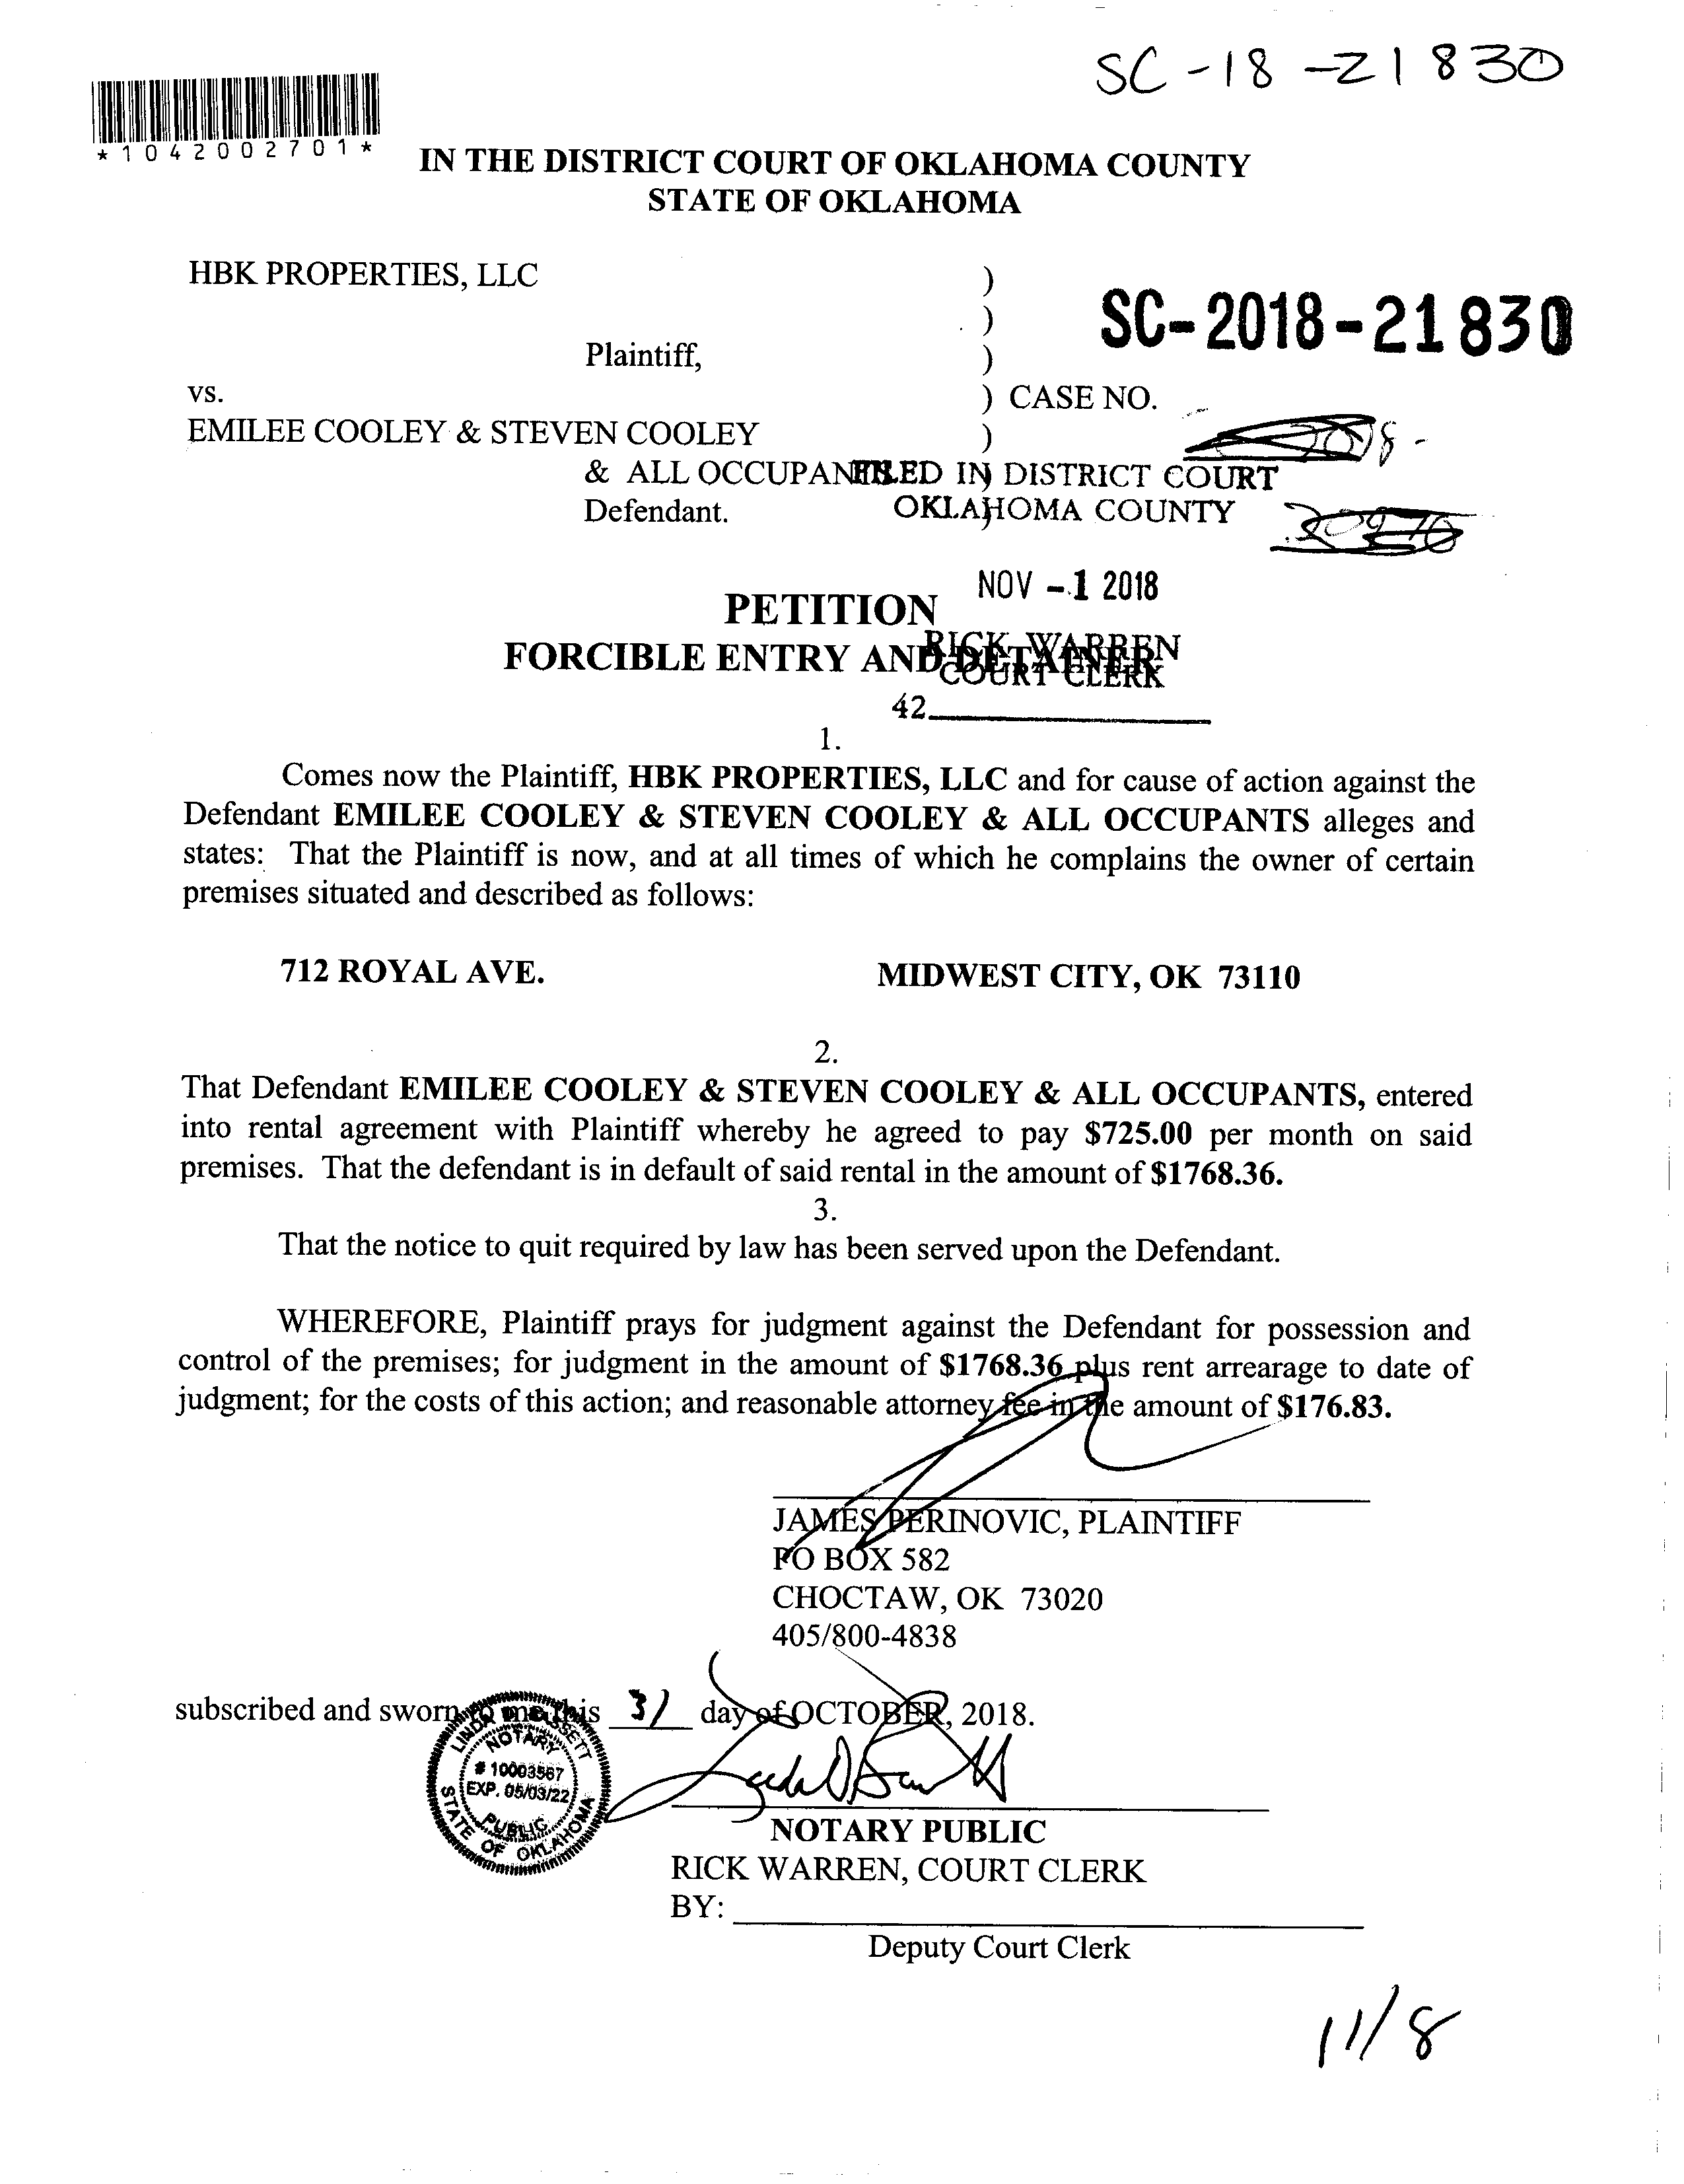 SC-18-21830
*1042002701*
IN THE DISTRICT COURT OF OKLAHOMA COUNTY
STATE OF OKLAHOMA
HBK PROPERTIES, LLC )
)
SC-2018-21830
Plaintiff, )
vs. ) CASE NO.
EMILEE COOLEY & STEVEN COOLEY )
2018-
& ALL OCCUPANTS )
FILED IN DISTRICT COURT
Defendant. )
OKLAHOMA COUNTY
NOV -1 2018
PETITION
FORCIBLE ENTRY AND DETAINER
RICK WARREN
COURT CLERK
42
1.
Comes now the Plaintiff, HBK PROPERTIES, LLC and for cause of action against the
Defendant EMILEE COOLEY & STEVEN COOLEY & ALL OCCUPANTS alleges and
states: That the Plaintiff is now, and at all times of which he complains the owner of certain
premises situated and described as follows:
712 ROYAL AVE. MIDWEST CITY, OK 73110
2.
That Defendant EMILEE COOLEY & STEVEN COOLEY & ALL OCCUPANTS, entered
into rental agreement with Plaintiff whereby he agreed to pay $725.00 per month on said
premises. That the defendant is in default of said rental in the amount of $1768.36.
3.
That the notice to quit required by law has been served upon the Defendant.
WHEREFORE, Plaintiff prays for judgment against the Defendant for possession and
control of the premises; for judgment in the amount of $1768.36 plus rent arrearage to date of
judgment; for the costs of this action; and reasonable attorney fee in the amount of $176.83.
JAMES PERINOVIC, PLAINTIFF
PO BOX 582
CHOCTAW, OK 73020
405/800-4838
subscribed and sworn to me this 31 day of OCTOBER, 2018.
LINDA D BASSETT
NOTARY
# 10003567
EXP. 05/03/22
PUBLIC
STATE OF OKLAHOMA
NOTARY PUBLIC
RICK WARREN, COURT CLERK
BY:
Deputy Court Clerk
11/8